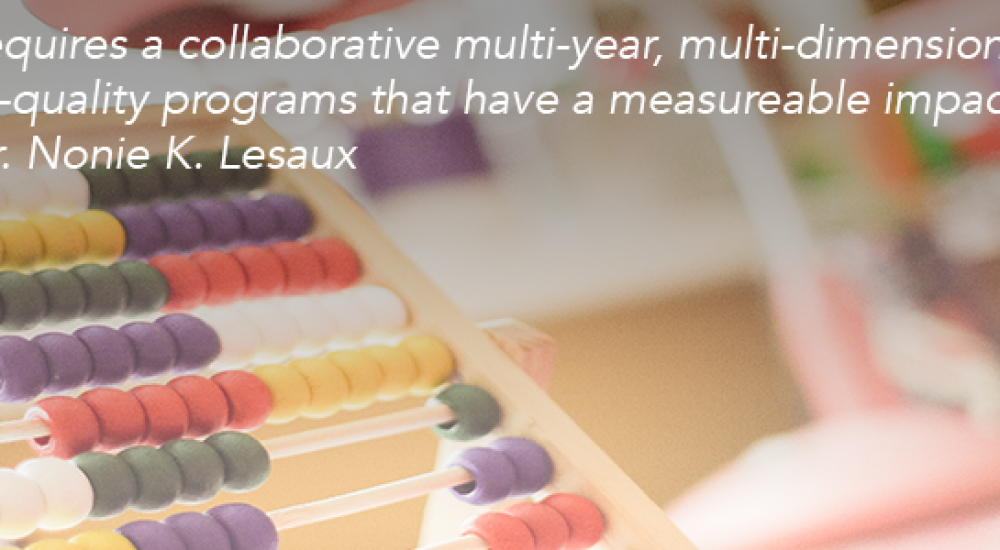 equires a collaborative multi-year, multi-dimension
-quality programs that have a measureable impac
r. Nonie K. Lesaux